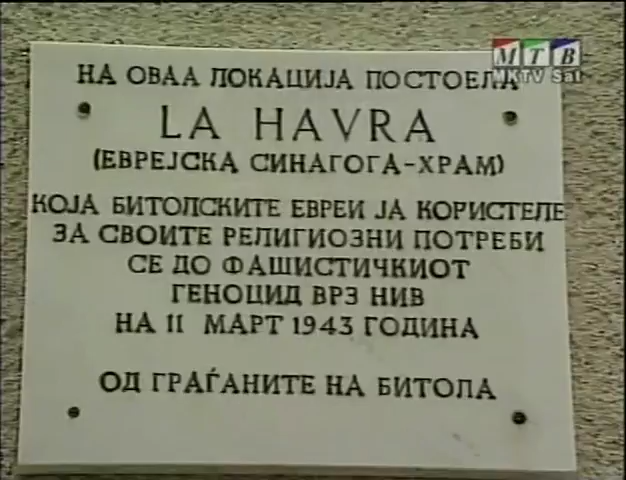 МТВ
MKTV Sat
НА ОВАА ЛОКАЦИЈА ПОСТОЕЛА
LA HAVRA
(ЕВРЕЈСКА СИНАГОГА-ХРАМ)
КОЈА БИТОЛСКИТЕ ЕВРЕИ ЈА КОРИСТЕЛЕ
ЗА СВОИТЕ РЕЛИГИОЗНИ ПОТРЕБИ
СЕ ДО ФАШИСТИЧКИОТ
ГЕНОЦИД ВРЗ НИВ
НА 11 МАРТ 1943 ГОДИНА
ОД ГРАЃАНИТЕ НА БИТОЛА